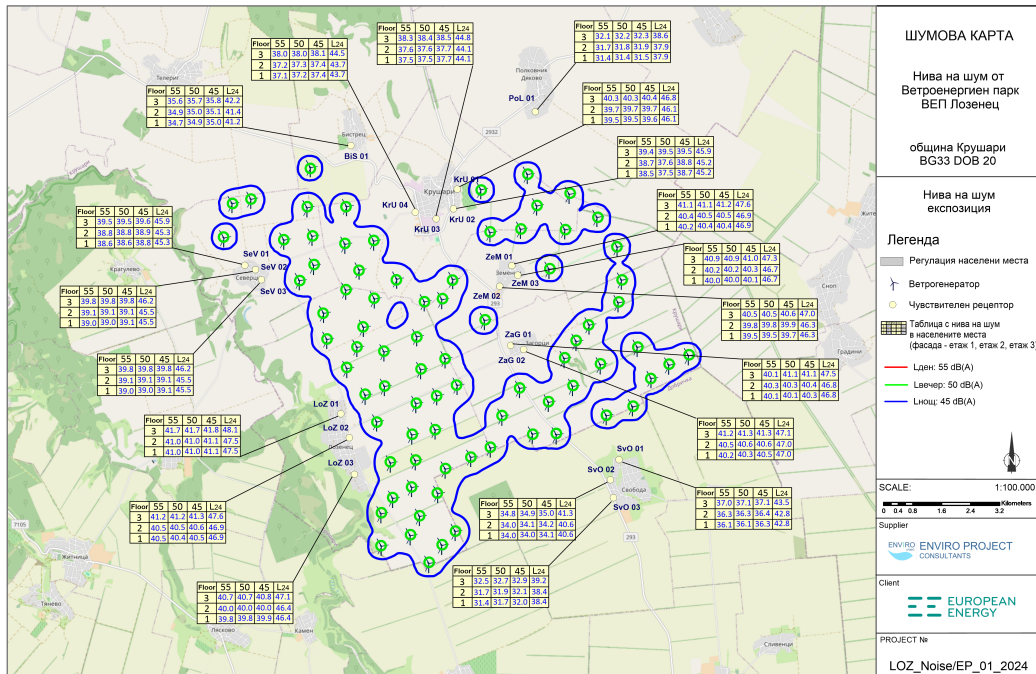 ШУМОВА КАРТА
Нива на шум от
Ветроенергиен парк
ВЕП Лозенец
община Крушари
BG33 DOB 20
Нива на шум
експозиция
Легенда
Регулация населени места
Ветрогенератор
Чувствителен рецептор
Таблица с нива на шум
в населените места
(фасада - етаж 1, етаж 2, етаж 3)
Lден: 55 dB(A)
Lвечер: 50 dB(A)
Lнощ: 45 dB(A)
SCALE: 1:100.000
Kilometers
0 0.4 0.8 1.6 2.4 3.2
Supplier
ENVIRO PROJECT
CONSULTANTS
Client
EUROPEAN
ENERGY
PROJECT №
LOZ_Noise/EP_01_2024
Floor 55 50 45 L24
3 38.3 38.4 38.5 44.8
2 37.6 37.6 37.7 44.1
1 37.5 37.5 37.7 44.1
Floor 55 50 45 L24
3 32.1 32.2 32.3 38.6
2 31.7 31.8 31.9 37.9
1 31.4 31.4 31.5 37.9
Floor 55 50 45 L24
3 38.0 38.0 38.1 44.5
2 37.2 37.3 37.4 43.7
1 37.1 37.2 37.4 43.7
Floor 55 50 45 L24
3 35.6 35.7 35.8 42.2
2 34.9 35.0 35.1 41.4
1 34.7 34.9 35.0 41.2
Floor 55 50 45 L24
3 40.3 40.3 40.4 46.8
2 39.7 39.7 39.7 46.1
1 39.5 39.5 39.6 46.1
Floor 55 50 45 L24
3 39.4 39.5 39.5 45.9
2 38.7 37.6 38.8 45.2
1 38.5 37.5 38.7 45.2
Floor 55 50 45 L24
3 41.1 41.1 41.2 47.6
2 40.4 40.5 40.5 46.9
1 40.2 40.4 40.4 46.9
Floor 55 50 45 L24
3 39.5 39.5 39.6 45.9
2 38.8 38.8 38.9 45.3
1 38.6 38.6 38.8 45.3
Floor 55 50 45 L24
3 40.9 40.9 41.0 47.3
2 40.2 40.2 40.3 46.7
1 40.0 40.0 40.1 46.7
Floor 55 50 45 L24
3 39.8 39.8 39.8 46.2
2 39.1 39.1 39.1 45.5
1 39.0 39.0 39.1 45.5
Floor 55 50 45 L24
3 40.5 40.5 40.6 47.0
2 39.8 39.8 39.9 46.3
1 39.5 39.5 39.7 46.3
Floor 55 50 45 L24
3 39.8 39.8 39.8 46.2
2 39.1 39.1 39.1 45.5
1 39.0 39.0 39.1 45.5
Floor 55 50 45 L24
3 40.1 41.1 41.1 47.5
2 40.3 40.3 40.4 46.8
1 40.1 40.1 40.3 46.8
Floor 55 50 45 L24
3 41.7 41.7 41.8 48.1
2 41.0 41.0 41.1 47.5
1 41.0 41.0 41.1 47.5
Floor 55 50 45 L24
3 41.2 41.3 41.3 47.1
2 40.5 40.6 40.6 47.0
1 40.2 40.3 40.5 47.0
Floor 55 50 45 L24
3 41.2 41.2 41.3 47.6
2 40.5 40.5 40.6 46.9
1 40.5 40.4 40.5 46.9
Floor 55 50 45 L24
3 34.8 34.9 35.0 41.3
2 34.0 34.1 34.2 40.6
1 34.0 34.0 34.1 40.6
Floor 55 50 45 L24
3 37.0 37.1 37.1 43.5
2 36.3 36.3 36.4 42.8
1 36.1 36.1 36.3 42.8
Floor 55 50 45 L24
3 40.7 40.7 40.8 47.1
2 40.0 40.0 40.0 46.4
1 39.8 39.8 39.9 46.4
Floor 55 50 45 L24
3 32.5 32.7 32.9 39.2
2 31.7 31.9 32.1 38.4
1 31.4 31.7 32.0 38.4
Телериг
Полковник
Дяково
PoL 01
2932
Бистрец
BiS 01
KrU 01
Крушари
KrU 04
KrU 02
KrU 03
ZeM 01
Земен
ZeM 03
ZeM 02
293
SeV 01
SeV 02
SeV 03
Северци
Крагулево
Сноп
Градини
ZaG 01
Загорци
ZaG 02
LoZ 01
LoZ 02
Лозенец
LoZ 03
SvO 01
SvO 02
Свобода
SvO 03
293
7105
Житница
Тянево
Лясково
Камен
Сливенци